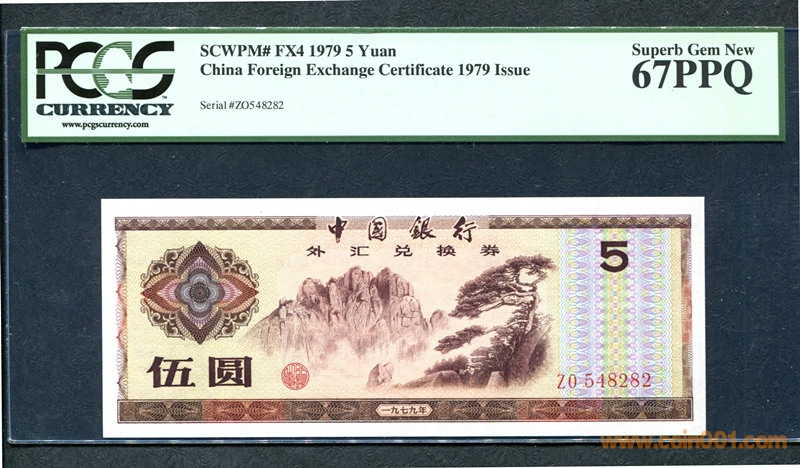 PCGS
CURRENCY
www.pcgscurrency.com
SCWPM# FX4 1979 5 Yuan
China Foreign Exchange Certificate 1979 Issue
Serial #ZO548282
Superb Gem New
67PPQ
中国銀行
外汇兑换券
5
伍圆
ZO 548282
一九七九年
www.coin001.com